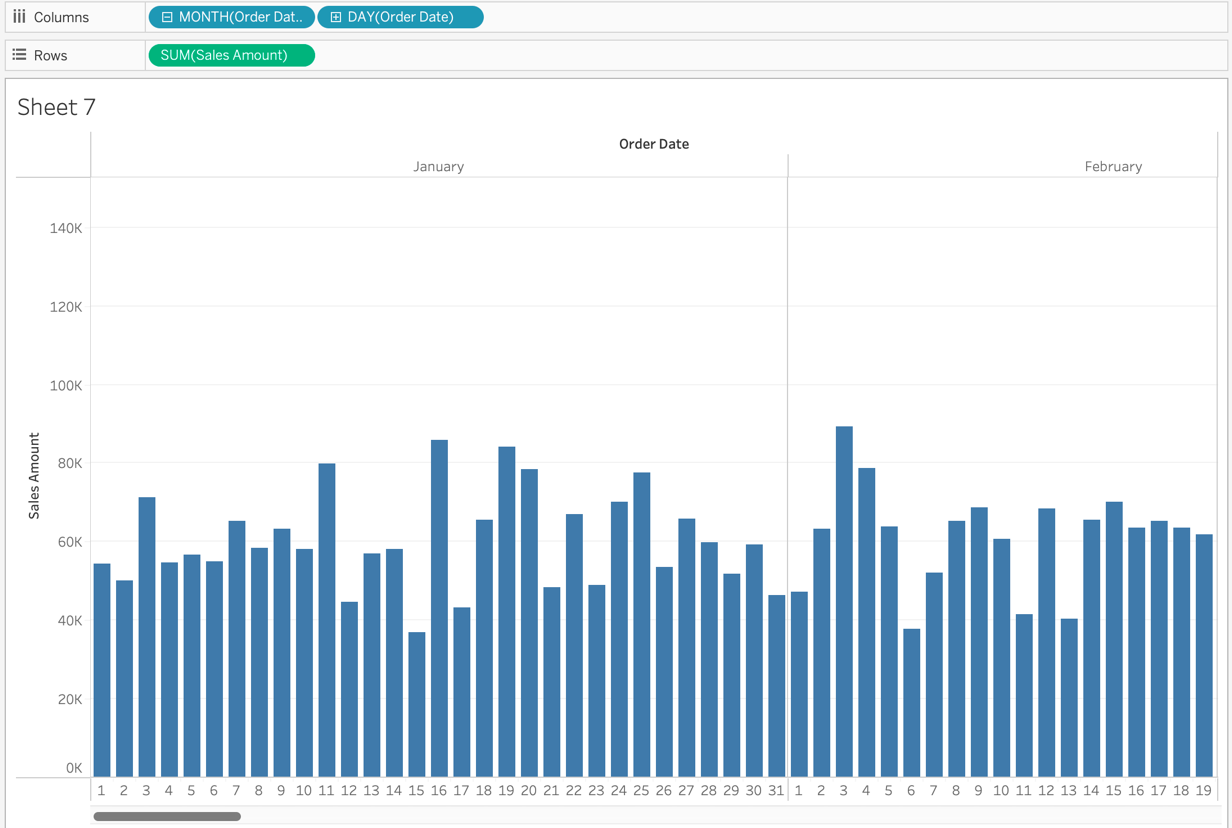 Columns MONTH(Order Dat.. DAY(Order Date)
Rows SUM(Sales Amount)
Sheet 7
Order Date
January February
140K
120K
100K
80K
60K
40K
20K
0K
Sales Amount
1 2 3 4 5 6 7 8 9 10 11 12 13 14 15 16 17 18 19 20 21 22 23 24 25 26 27 28 29 30 31 1 2 3 4 5 6 7 8 9 10 11 12 13 14 15 16 17 18 19